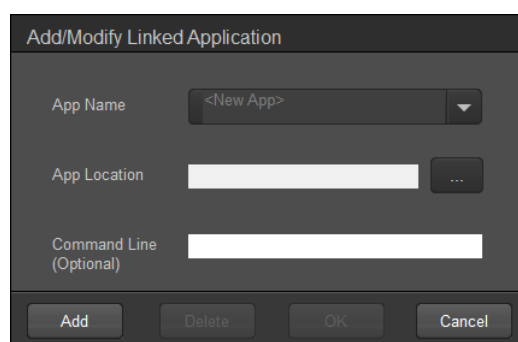 Add/Modify Linked Application
App Name
<New App>
App Location
...
Command Line
(Optional)
Add
Delete
OK
Cancel